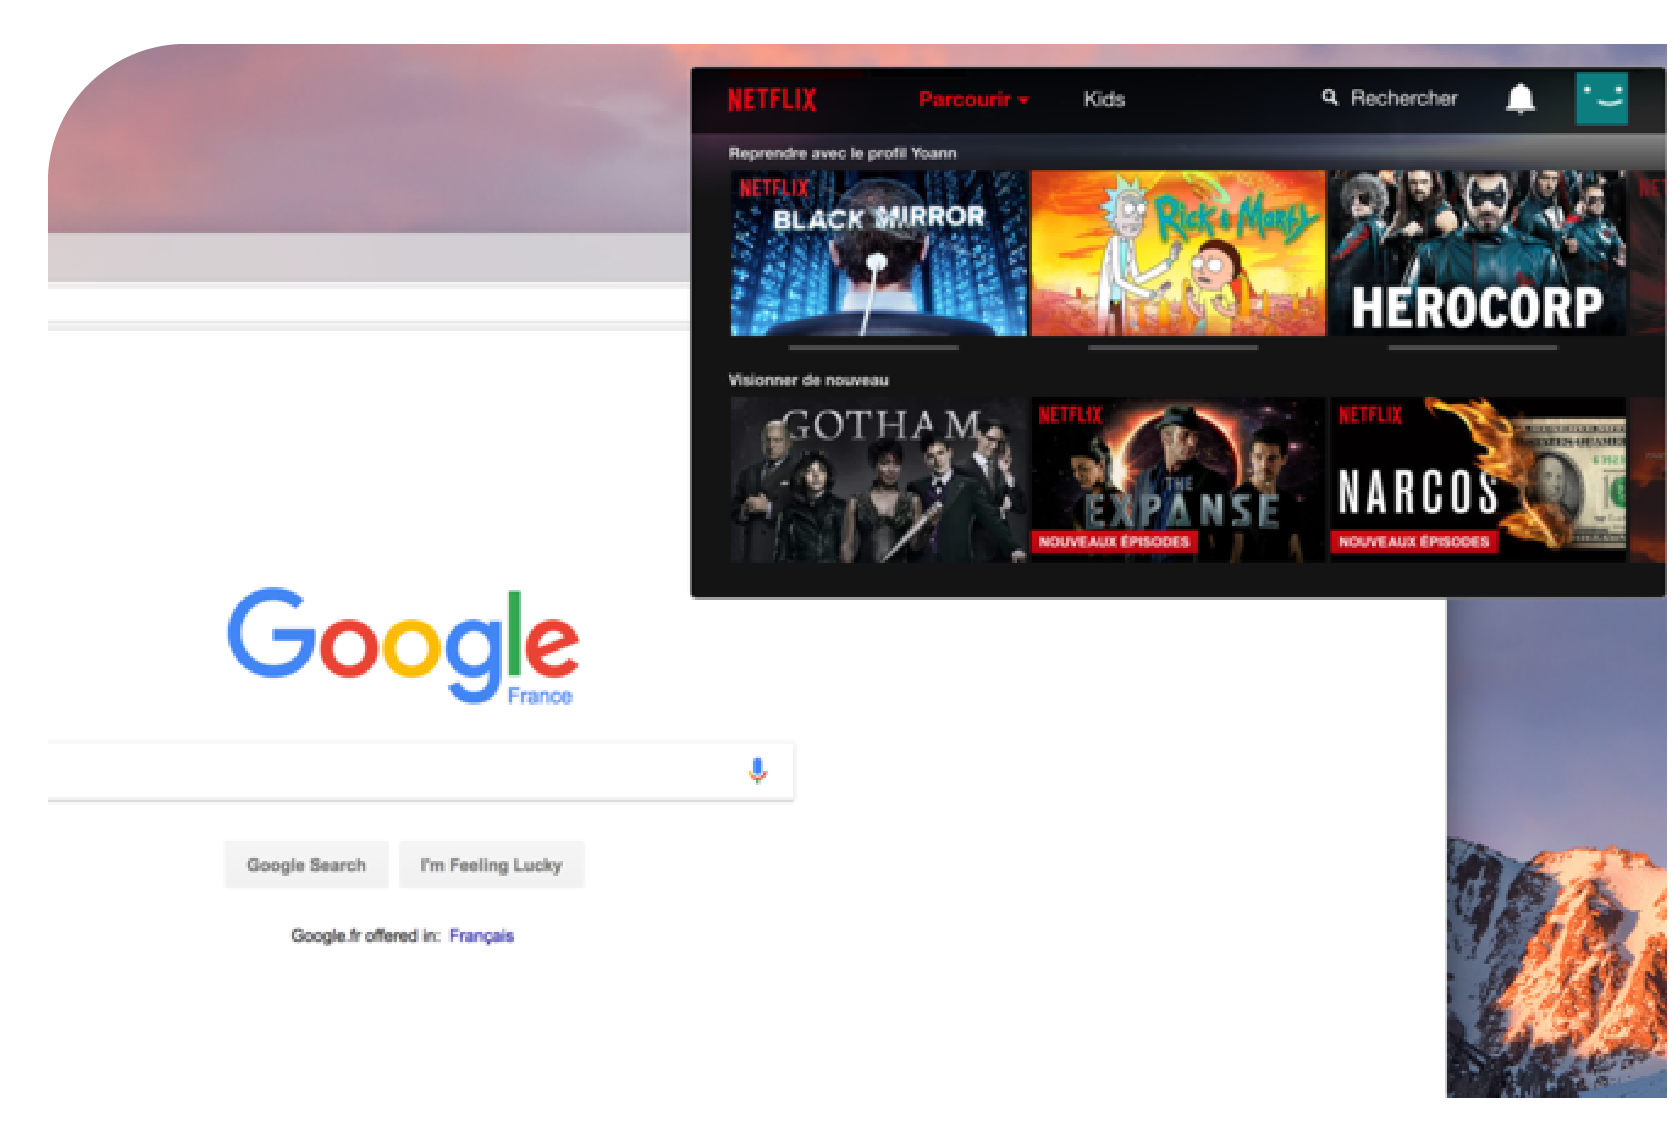 NETFLIX Parcourir Kids Rechercher
Reprendre avec le profil Yoann
NETFLIX
BLACK MIRROR
Rick & Morty
HEROCORP
Visionner de nouveau
GOTHAM
NETFLIX
THE
EXPANSE
NOUVEAUX ÉPISODES
NETFLIX
NARCOS
NOUVEAUX ÉPISODES
Google
France
Google Search I'm Feeling Lucky
Google.fr offered in: Français